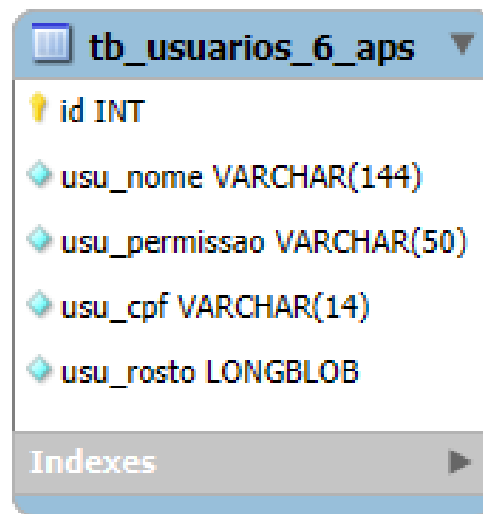 tb_usuarios_6_aps
id INT
usu_nome VARCHAR(144)
usu_permissao VARCHAR(50)
usu_cpf VARCHAR(14)
usu_rosto LONGBLOB
Indexes